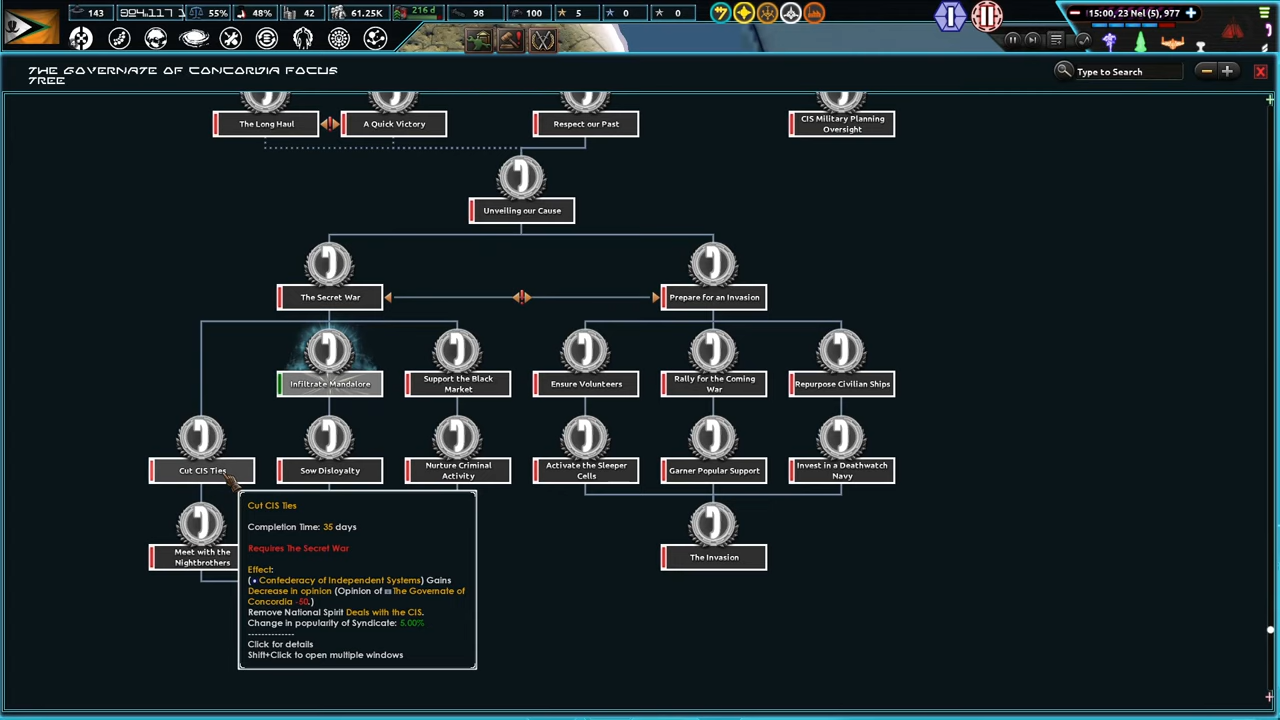 143
55%
48%
42
61.25K
216 d
98
100
5
0
0
15:00, 23 Nel (5), 977
THE GOVERNATE OF CONCORDIA FOCUS
TREE
Type to Search
The Long Haul
A Quick Victory
Respect our Past
CIS Military Planning
Oversight
Unveiling our Cause
The Secret War
Prepare for an Invasion
Infiltrate Mandalore
Support the Black
Market
Ensure Volunteers
Rally for the Coming
War
Repurpose Civilian Ships
Cut CIS Ties
Sow Disloyalty
Nurture Criminal
Activity
Activate the Sleeper
Cells
Garner Popular Support
Invest in a Deathwatch
Navy
Meet with the
Nightbrothers
The Invasion
Cut CIS Ties
Completion Time: 35 days
Requires The Secret War
Effect:
(Confederacy of Independent Systems) Gains
Decrease in opinion (Opinion of The Governate of
Concordia -50.)
Remove National Spirit Deals with the CIS.
Change in popularity of Syndicate: 5.00%
-------------
Click for details
Shift+Click to open multiple windows